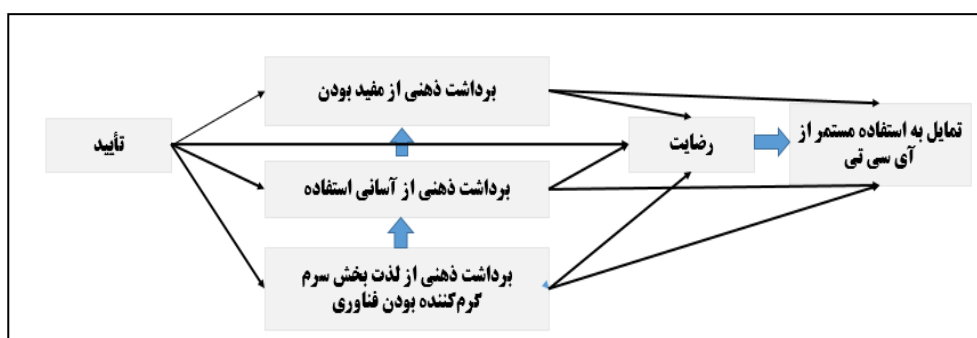 برداشت ذهنی از مفید بودن
تمایل به استفاده مستمر از
آی سی تی
رضایت
تأیید
برداشت ذهنی از آسانی استفاده
برداشت ذهنی از لذت بخش سرم
گرم‌کننده بودن فناوری